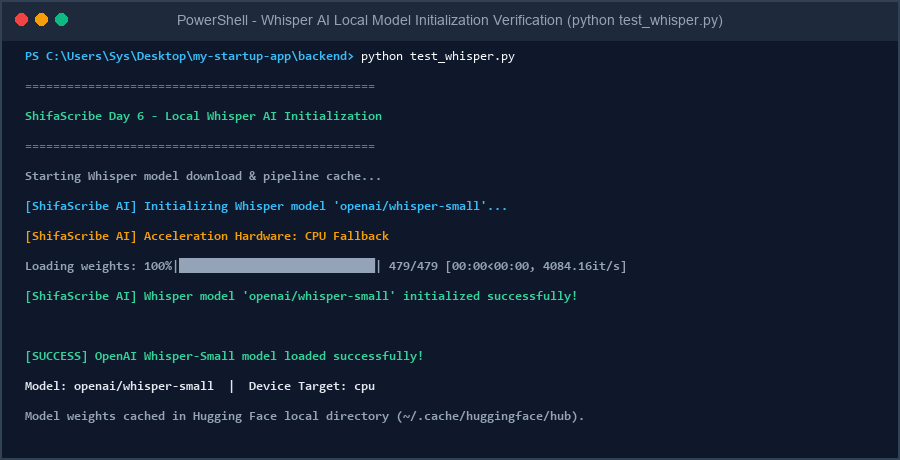 PowerShell - Whisper AI Local Model Initialization Verification (python test_whisper.py)
PS C:\Users\Sys\Desktop\my-startup-app\backend> python test_whisper.py
==================================================
ShifaScribe Day 6 - Local Whisper AI Initialization
==================================================
Starting Whisper model download & pipeline cache...
[ShifaScribe AI] Initializing Whisper model 'openai/whisper-small'...
[ShifaScribe AI] Acceleration Hardware: CPU Fallback
Loading weights: 100%|████████████████████████████| 479/479 [00:00<00:00, 4084.16it/s]
[ShifaScribe AI] Whisper model 'openai/whisper-small' initialized successfully!
[SUCCESS] OpenAI Whisper-Small model loaded successfully!
Model: openai/whisper-small  |  Device Target: cpu
Model weights cached in Hugging Face local directory (~/.cache/huggingface/hub).